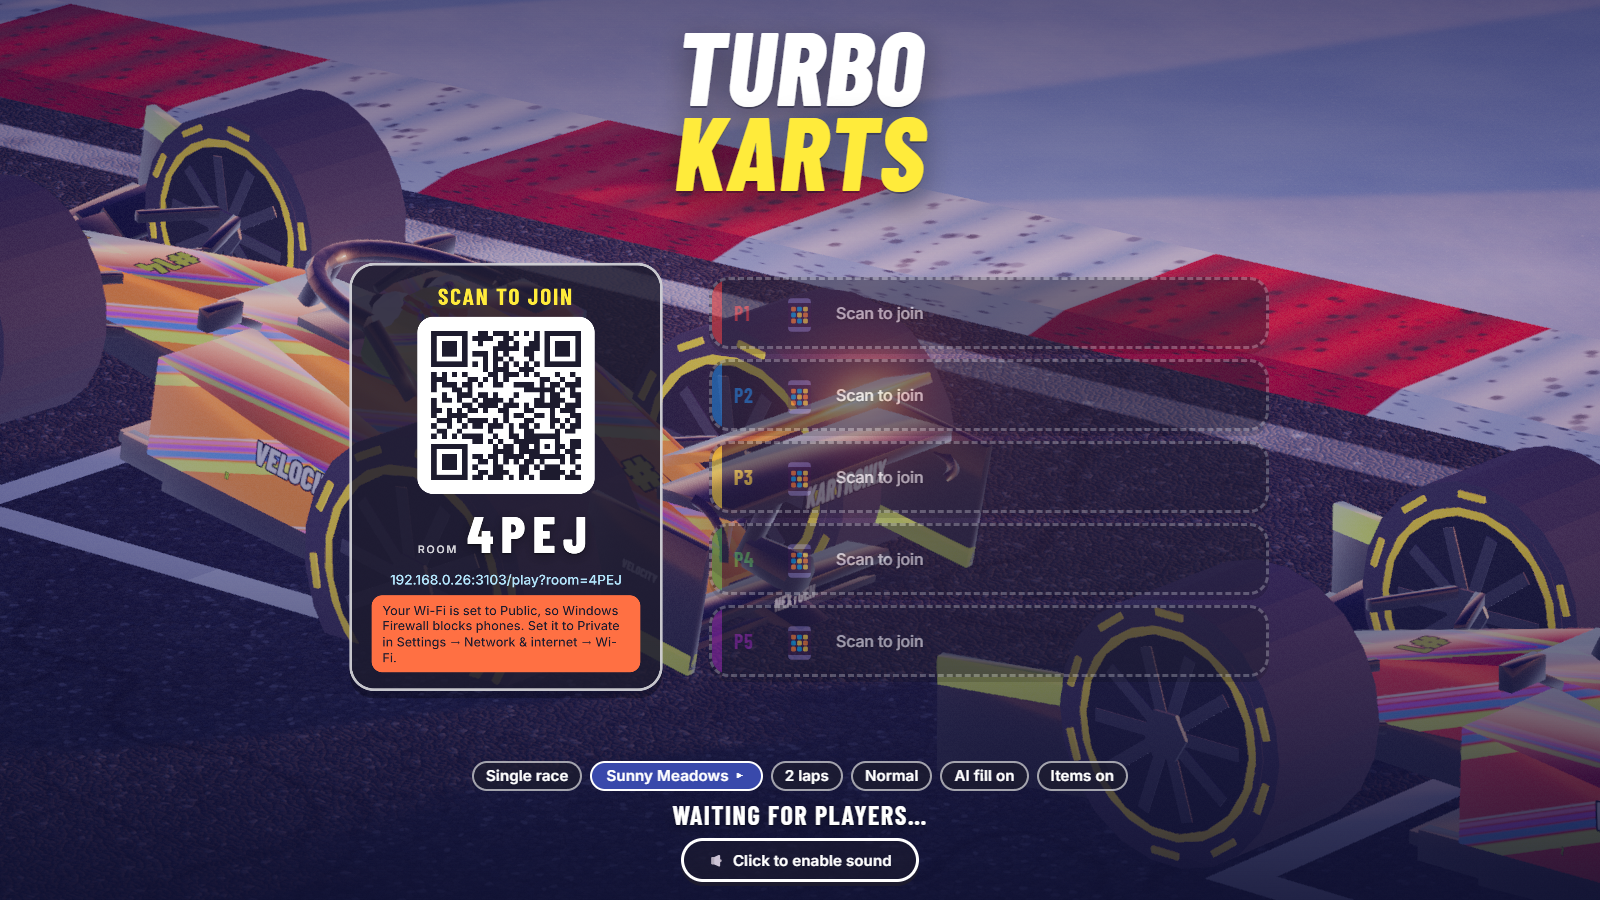 TURBO
KARTS
SCAN TO JOIN
ROOM 4PEJ
192.168.0.26:3103/play?room=4PEJ
Your Wi-Fi is set to Public, so Windows
Firewall blocks phones. Set it to Private
in Settings → Network & internet → Wi-
Fi.
P1 Scan to join
P2 Scan to join
P3 Scan to join
P4 Scan to join
P5 Scan to join
VELOCI
KARTRONIX
VELOCITY
Single race
Sunny Meadows ▸
2 laps
Normal
AI fill on
Items on
WAITING FOR PLAYERS...
Click to enable sound